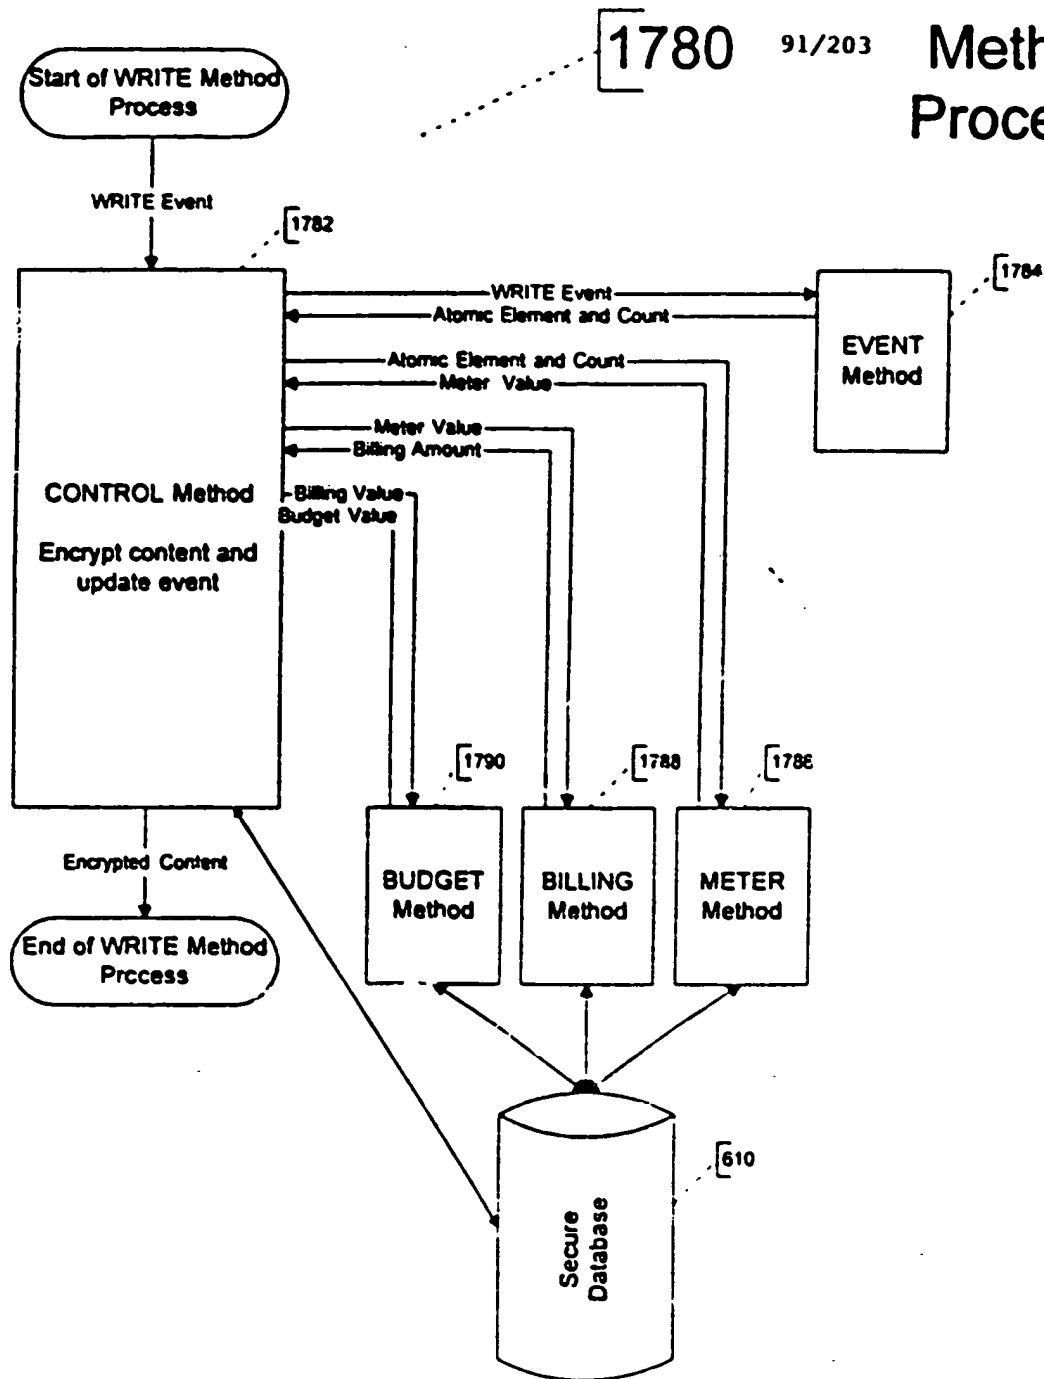 1780 91/203 Meth
Proce
Start of WRITE Method
Process
WRITE Event
1782
1784
WRITE Event
Atomic Element and Count
EVENT
Method
Atomic Element and Count
Meter Value
Meter Value
Billing Amount
CONTROL Method
Billing Value
Budget Value
Encrypt content and
update event
1790
1788
1786
Encrypted Content
BUDGET
Method
BILLING
Method
METER
Method
End of WRITE Method
Process
610
Secure
Database